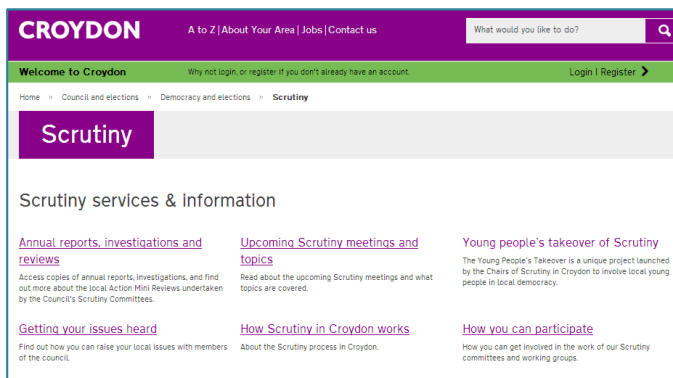 CROYDON
A to Z | About Your Area | Jobs | Contact us
What would you like to do?
Welcome to Croydon
Why not login, or register if you don't already have an account.
Login | Register
Home » Council and elections » Democracy and elections » Scrutiny
Scrutiny
Scrutiny services & information
Annual reports, investigations and
reviews
Access copies of annual reports, investigations, and find
out more about the local Action Mini Reviews undertaken
by the Council's Scrutiny Committees.
Upcoming Scrutiny meetings and
topics
Read about the upcoming Scrutiny meetings and what
topics are covered.
Young people's takeover of Scrutiny
The Young People's Takeover is a unique project launched
by the Chairs of Scrutiny in Croydon to involve local young
people in local democracy.
Getting your issues heard
Find out how you can raise your local issues with members
of the council.
How Scrutiny in Croydon works
About the Scrutiny process in Croydon.
How you can participate
How you can get involved in the work of our Scrutiny
committees and working groups.